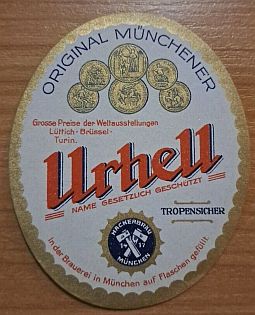 ORIGINAL MÜNCHENER
Grosse Preise der Weltausstellungen
Lüttich - Brüssel -
Turin.
Urhell
NAME GESETZLICH GESCHÜTZT
TROPENSICHER
HACKERBRÄU
MÜNCHEN
In der Brauerei in München auf Flaschen gefüllt.